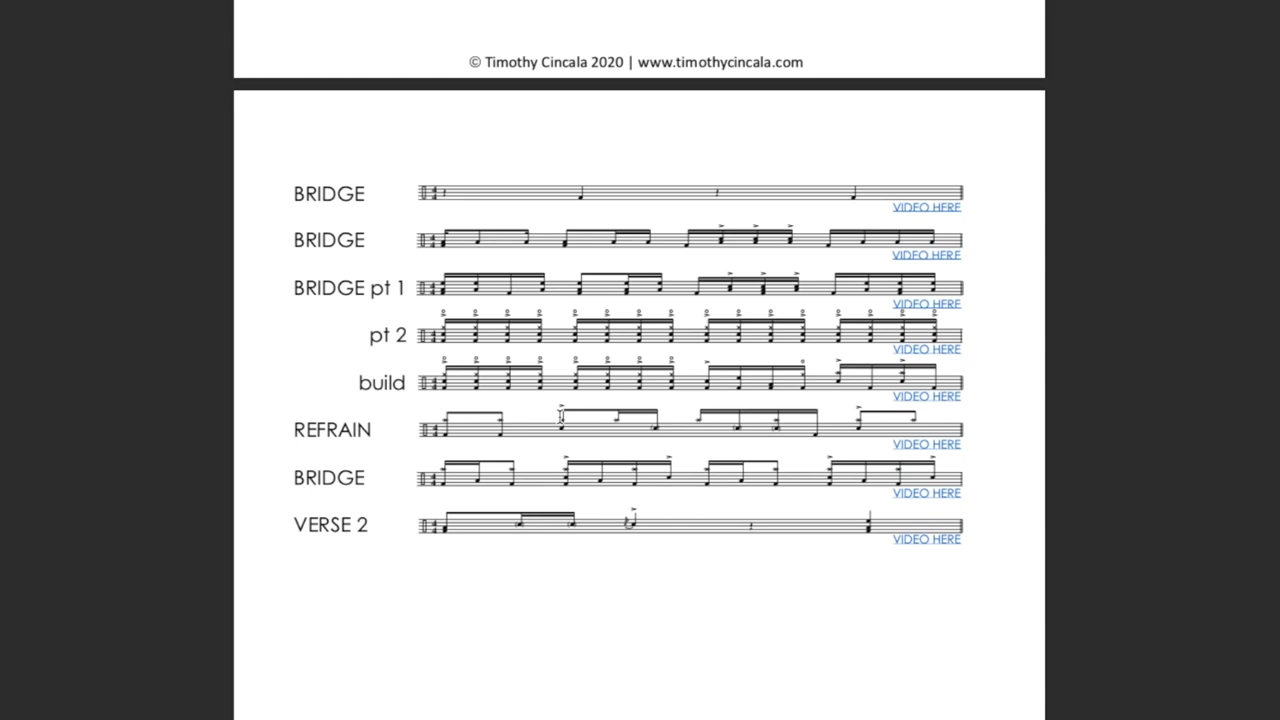 © Timothy Cincala 2020 | www.timothycincala.com
BRIDGE
VIDEO HERE
BRIDGE
VIDEO HERE
BRIDGE pt 1
VIDEO HERE
pt 2
VIDEO HERE
build
VIDEO HERE
REFRAIN
VIDEO HERE
BRIDGE
VIDEO HERE
VERSE 2
VIDEO HERE